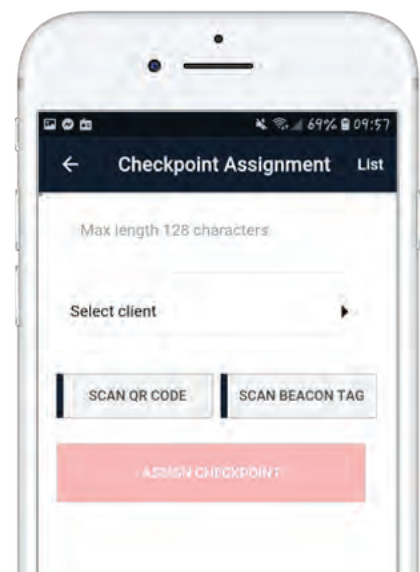 69% 09:57
Checkpoint Assignment List
Max length 128 characters
Select client
SCAN QR CODE SCAN BEACON TAG
ASSIGN CHECKPOINT